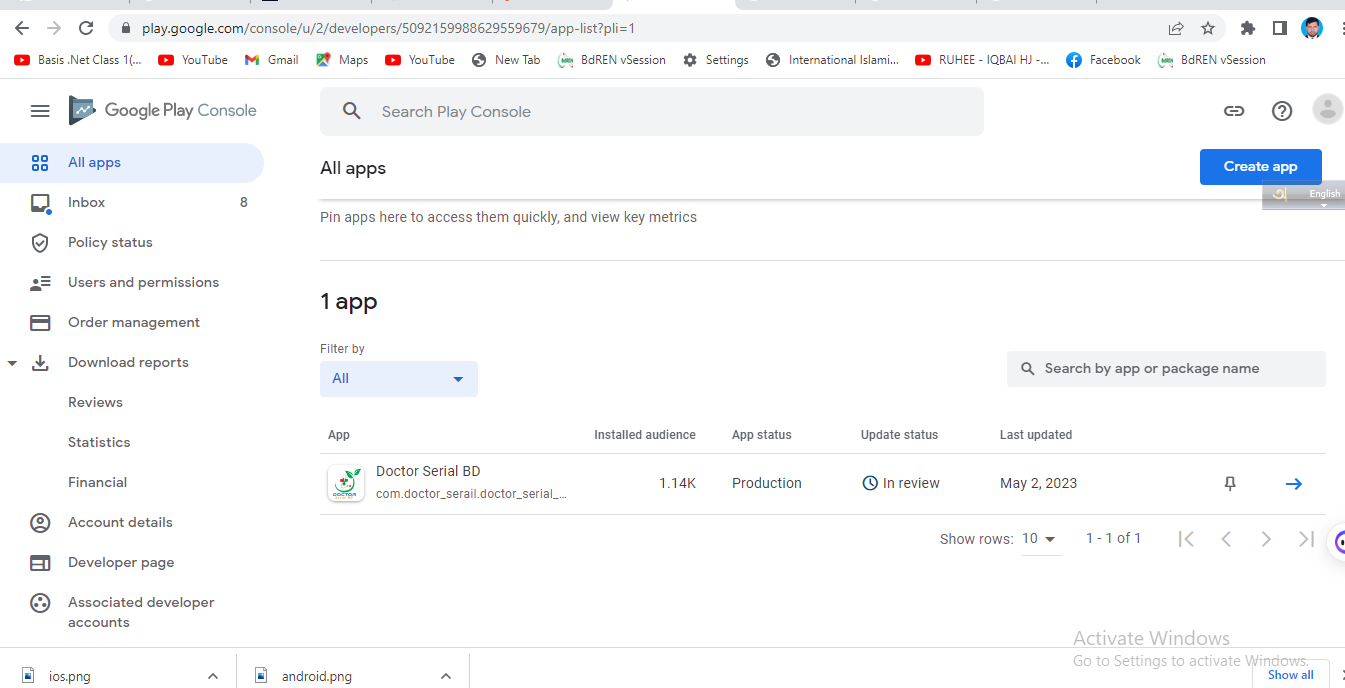 play.google.com/console/u/2/developers/5092159988629559679/app-list?pli=1
Basis .Net Class 1(...
YouTube
Gmail
Maps
YouTube
New Tab
BdREN vSession
Settings
International Islami...
RUHEE - IQBAl HJ -...
Facebook
BdREN vSession
Google Play Console
Search Play Console
All apps
Inbox 8
Policy status
Users and permissions
Order management
Download reports
Reviews
Statistics
Financial
Account details
Developer page
Associated developer
accounts
All apps
Create app
অ English
Pin apps here to access them quickly, and view key metrics
1 app
Filter by
All
Search by app or package name
App Installed audience App status Update status Last updated
Doctor Serial BD
com.doctor_serail.doctor_serial_...
1.14K Production In review May 2, 2023
DOCTOR
Show rows: 10 1 - 1 of 1
Activate Windows
Go to Settings to activate Windows.
ios.png
android.png
Show all